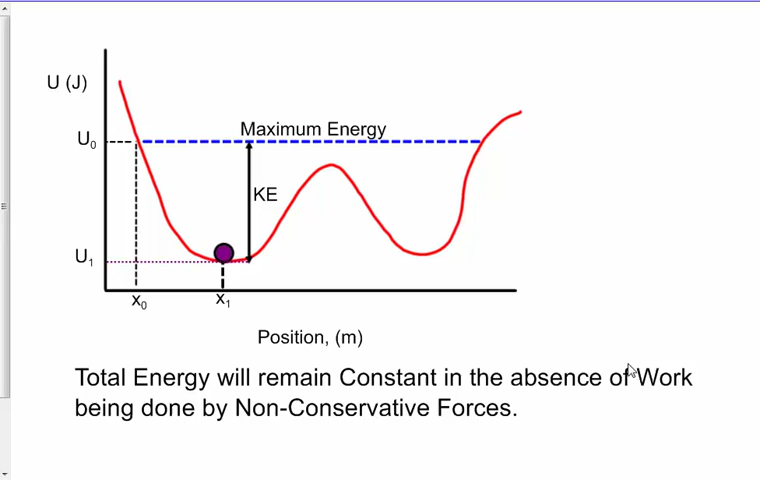 U (J)
Maximum Energy
U₀
KE
U₁
x₀
x₁
Position, (m)
Total Energy will remain Constant in the absence of Work
being done by Non-Conservative Forces.